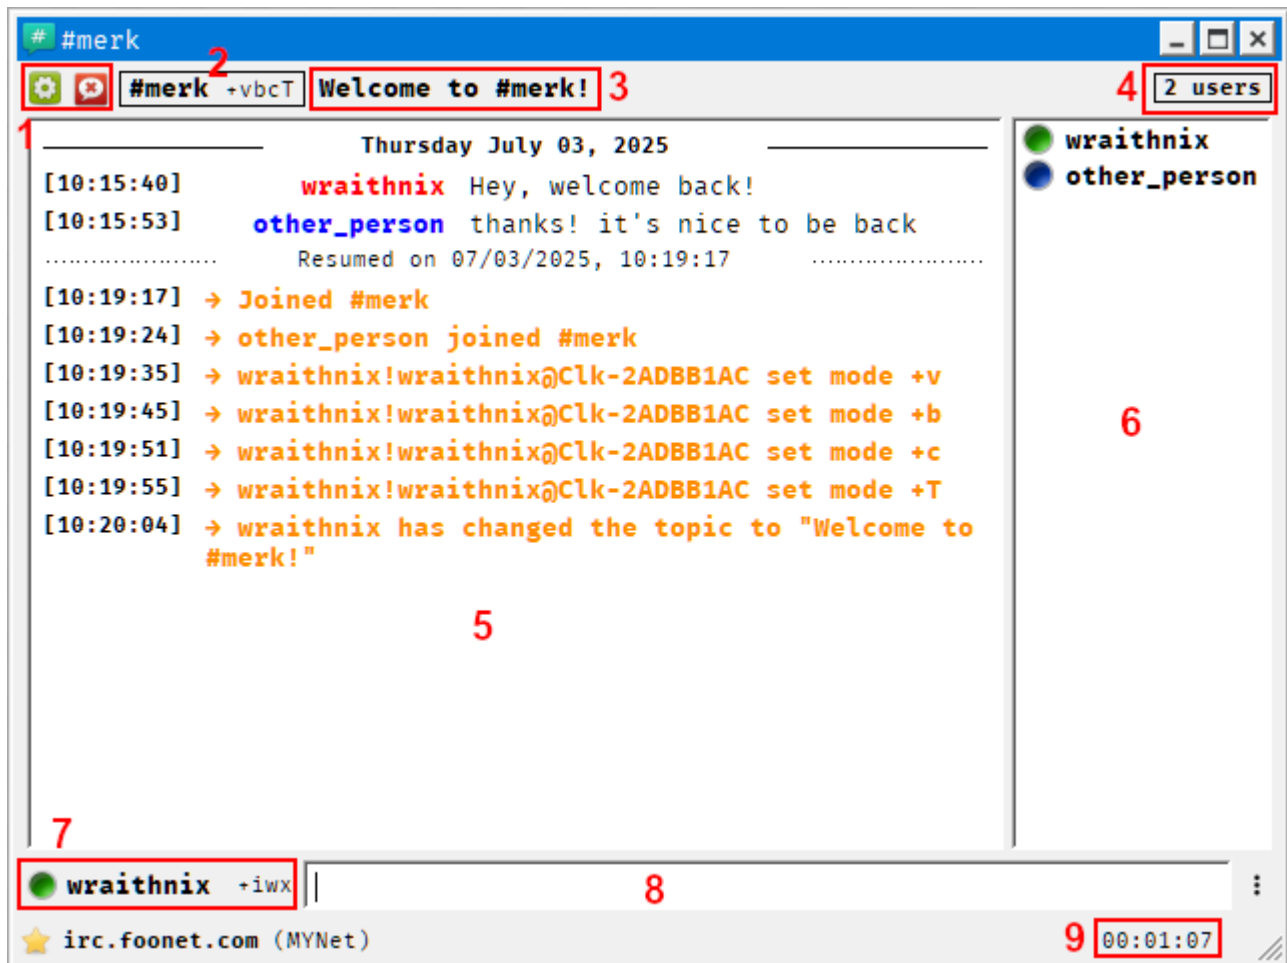 #merk
2
#merk +vbcT Welcome to #merk! 3 4 2 users
1
Thursday July 03, 2025
[10:15:40] wraithnix Hey, welcome back!
[10:15:53] other_person thanks! it's nice to be back
Resumed on 07/03/2025, 10:19:17
[10:19:17] → Joined #merk
[10:19:24] → other_person joined #merk
[10:19:35] → wraithnix!wraithnix@Clk-2ADBB1AC set mode +v
[10:19:45] → wraithnix!wraithnix@Clk-2ADBB1AC set mode +b
[10:19:51] → wraithnix!wraithnix@Clk-2ADBB1AC set mode +c
[10:19:55] → wraithnix!wraithnix@Clk-2ADBB1AC set mode +T
[10:20:04] → wraithnix has changed the topic to "Welcome to
#merk!"
5
wraithnix
other_person
6
7
wraithnix +iwx 8
irc.foonet.com (MYNet) 9 00:01:07